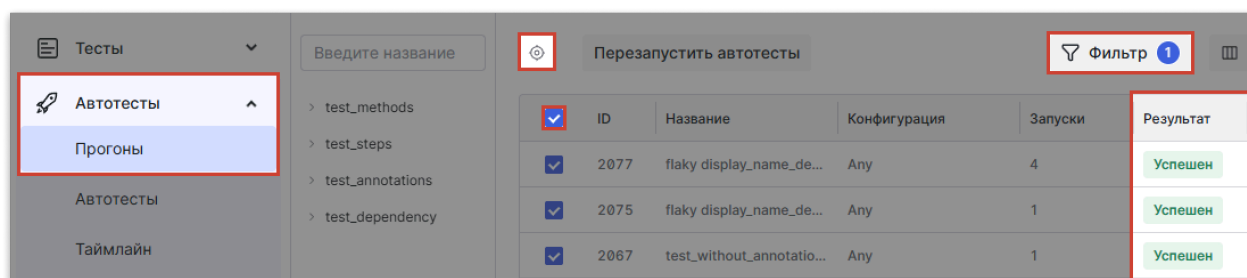 Тесты
Автотесты
Прогоны
Автотесты
Таймлайн
Введите название
test_methods
test_steps
test_annotations
test_dependency
Перезапустить автотесты
Фильтр 1
ID Название Конфигурация Запуски Результат
2077 flaky display_name_de... Any 4 Успешен
2075 flaky display_name_de... Any 1 Успешен
2067 test_without_annotatio... Any 1 Успешен